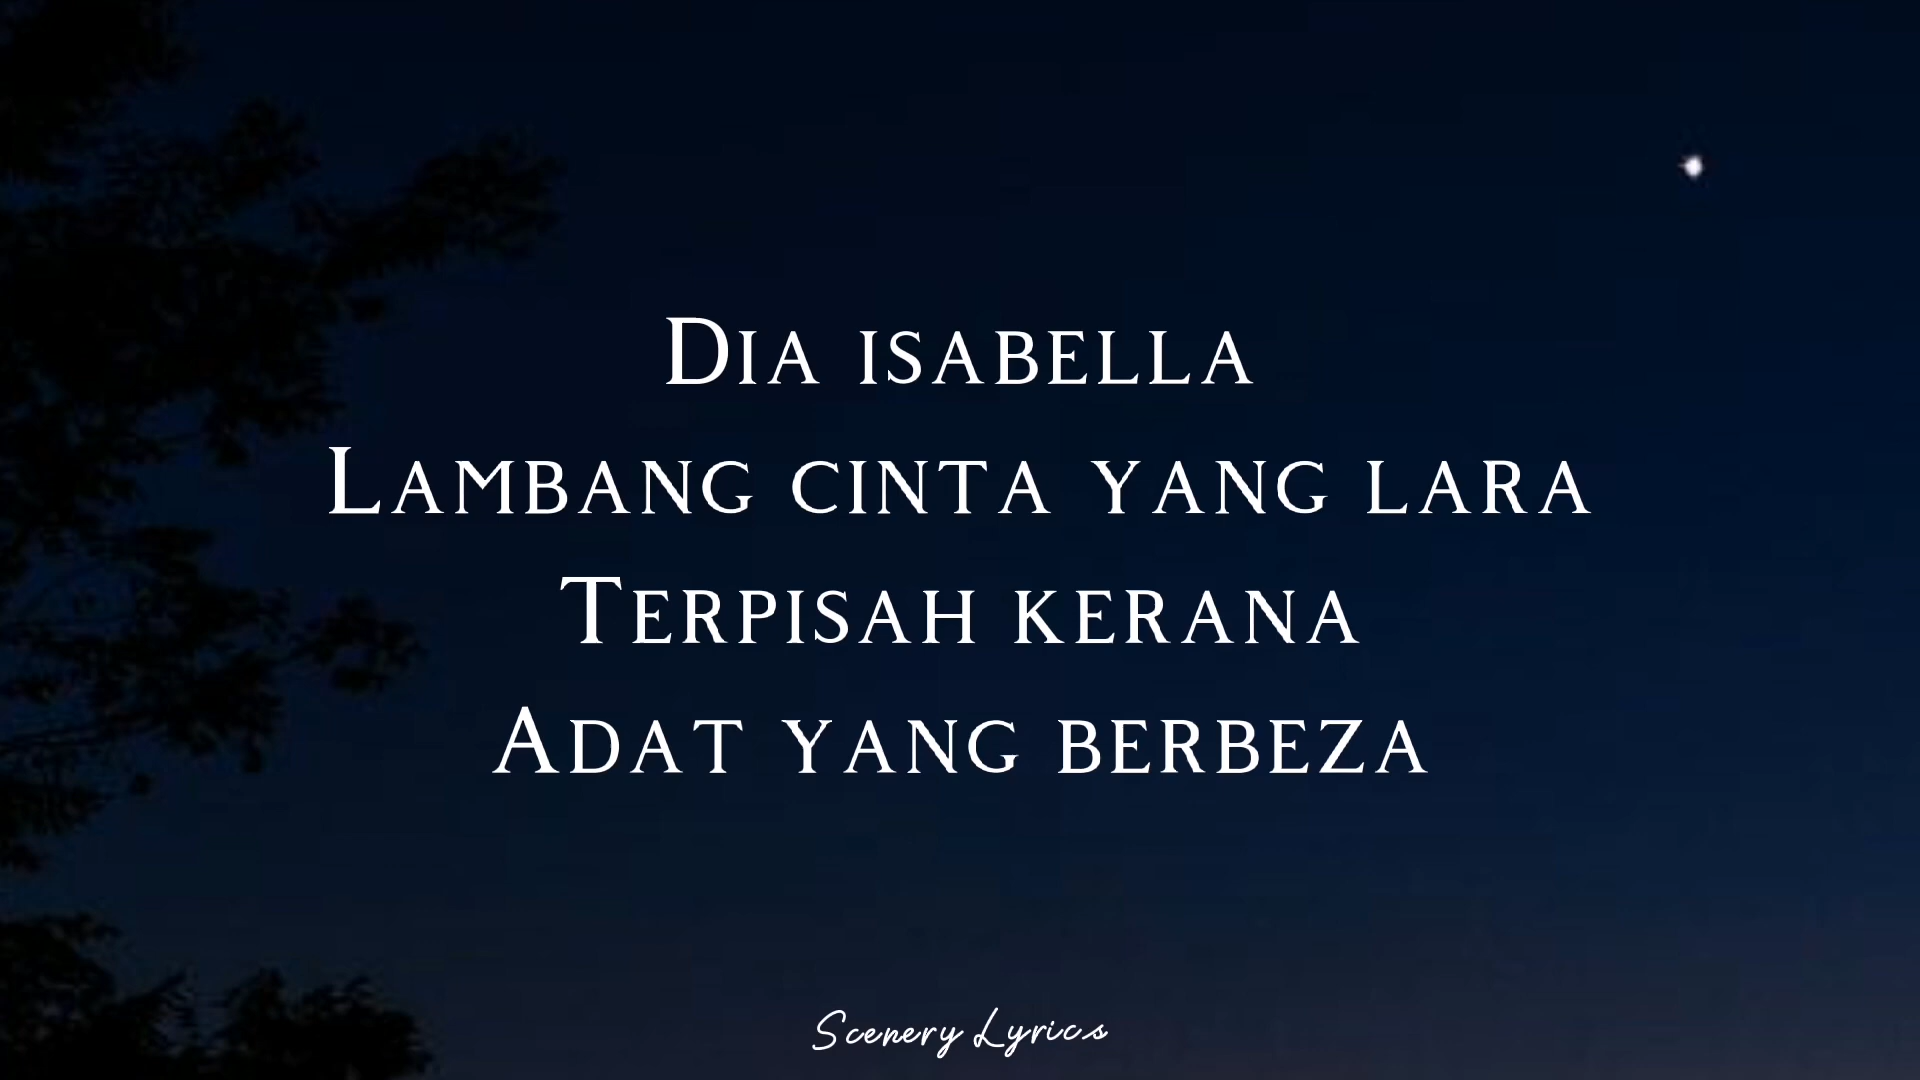 Dia isabella
Lambang cinta yang lara
Terpisah kerana
Adat yang berbeza
Scenery Lyrics